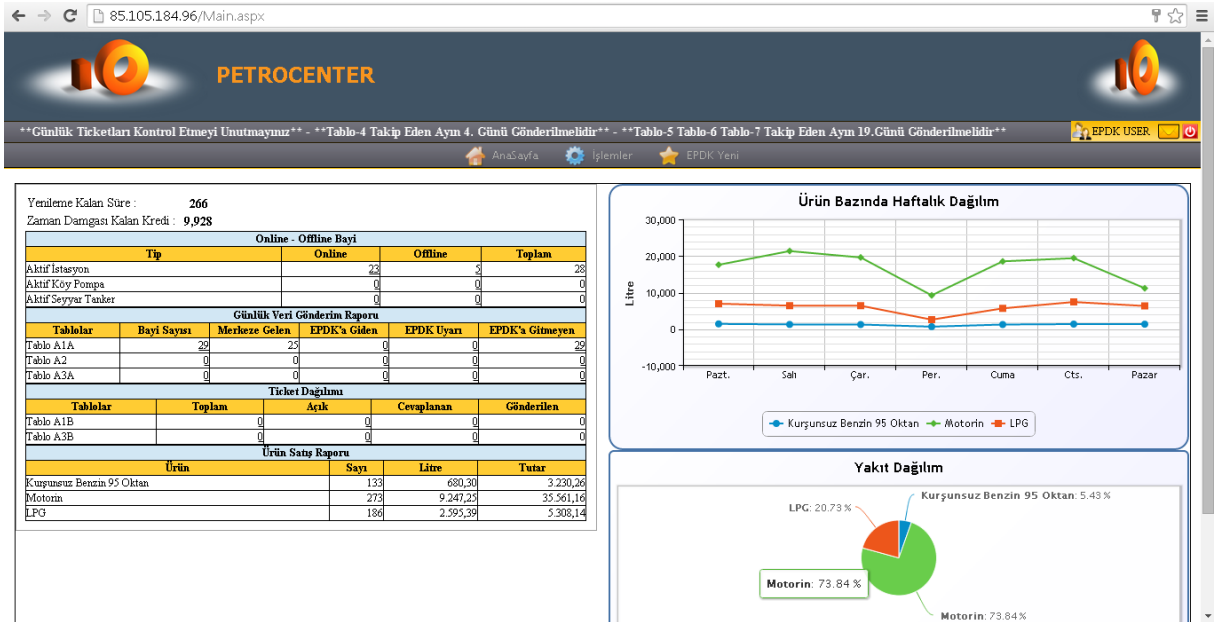 85.105.184.96/Main.aspx
PETROCENTER
**Günlük Ticketları Kontrol Etmeyi Unutmayınız** - **Tablo-4 Takip Eden Ayın 4. Günü Gönderilmelidir** - **Tablo-5 Tablo-6 Tablo-7 Takip Eden Ayın 19.Günü Gönderilmelidir**
EPDK USER
AnaSayfa İşlemler EPDK Yeni
Yenileme Kalan Süre : 266
Zaman Damgası Kalan Kredi : 9,928
Online - Offline Bayi
Tip Online Offline Toplam
Aktif İstasyon 23 5 28
Aktif Köy Pompa 0 0 0
Aktif Seyyar Tanker 0 0 0
Günlük Veri Gönderim Raporu
Tablolar Bayi Sayısı Merkeze Gelen EPDK'a Giden EPDK Uyarı EPDK'a Gitmeyen
Tablo A1A 29 25 0 0 29
Tablo A2 0 0 0 0 0
Tablo A3A 0 0 0 0 0
Ticket Dağılımı
Tablolar Toplam Açık Cevaplanan Gönderilen
Tablo A1B 0 0 0 0
Tablo A3B 0 0 0 0
Ürün Satış Raporu
Ürün Sayı Litre Tutar
Kurşunsuz Benzin 95 Oktan 133 680,30 3.230,26
Motorin 273 9.247,25 35.561,16
LPG 186 2.595,39 5.308,14
Ürün Bazında Haftalık Dağılım
30,000
20,000
10,000
0
-10,000
Litre
Pazt. Salı Çar. Per. Cuma Cts. Pazar
Kurşunsuz Benzin 95 Oktan Motorin LPG
Yakıt Dağılım
Kurşunsuz Benzin 95 Oktan: 5.43 %
LPG: 20.73 %
Motorin: 73.84 %
Motorin: 73.84 %